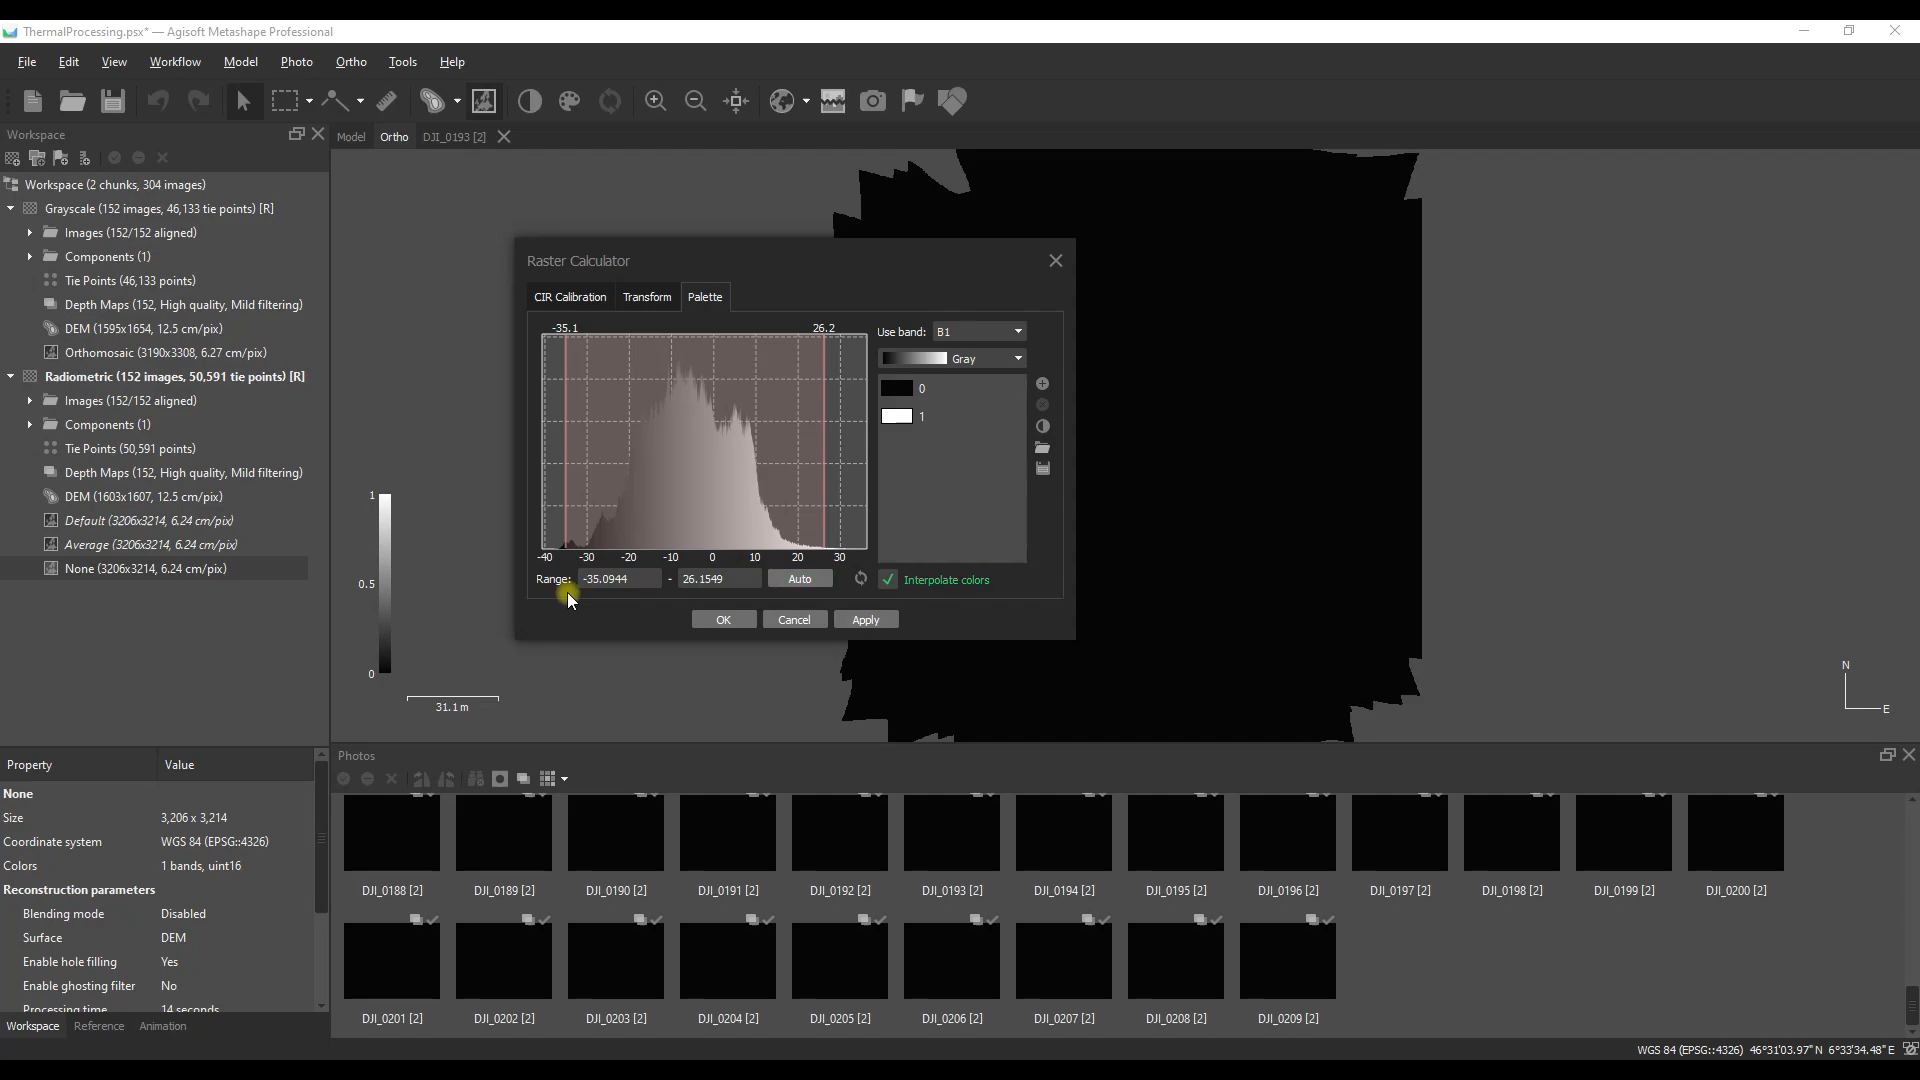 ThermalProcessing.psx* — Agisoft Metashape Professional
File Edit View Workflow Model Photo Ortho Tools Help
Workspace
Model Ortho DJI_0193 [2]
Workspace (2 chunks, 304 images)
Grayscale (152 images, 46,133 tie points) [R]
Images (152/152 aligned)
Components (1)
Tie Points (46,133 points)
Depth Maps (152, High quality, Mild filtering)
DEM (1595x1654, 12.5 cm/pix)
Orthomosaic (3190x3308, 6.27 cm/pix)
Radiometric (152 images, 50,591 tie points) [R]
Images (152/152 aligned)
Components (1)
Tie Points (50,591 points)
Depth Maps (152, High quality, Mild filtering)
DEM (1603x1607, 12.5 cm/pix)
Default (3206x3214, 6.24 cm/pix)
Average (3206x3214, 6.24 cm/pix)
None (3206x3214, 6.24 cm/pix)
Raster Calculator
CIR Calibration Transform Palette
-35.1 26.2
Use band: B1
Gray
0
1
-40 -30 -20 -10 0 10 20 30
Range: -35.0944 - 26.1549 Auto Interpolate colors
OK Cancel Apply
1
0.5
0
31.1 m
N
E
Property Value
None
Size 3,206 x 3,214
Coordinate system WGS 84 (EPSG::4326)
Colors 1 bands, uint16
Reconstruction parameters
Blending mode Disabled
Surface DEM
Enable hole filling Yes
Enable ghosting filter No
Processing time 14 seconds
Workspace Reference Animation
Photos
DJI_0188 [2] DJI_0189 [2] DJI_0190 [2] DJI_0191 [2] DJI_0192 [2] DJI_0193 [2] DJI_0194 [2] DJI_0195 [2] DJI_0196 [2] DJI_0197 [2] DJI_0198 [2] DJI_0199 [2] DJI_0200 [2]
DJI_0201 [2] DJI_0202 [2] DJI_0203 [2] DJI_0204 [2] DJI_0205 [2] DJI_0206 [2] DJI_0207 [2] DJI_0208 [2] DJI_0209 [2]
WGS 84 (EPSG::4326) 46°31'03.97" N 6°33'34.48" E